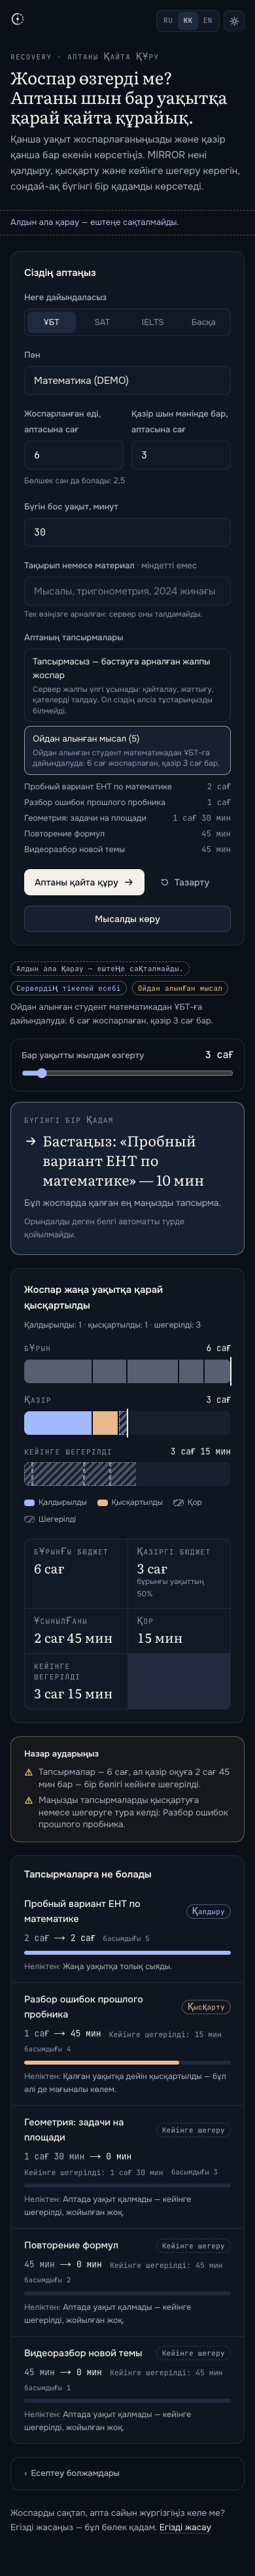 RU KK EN
RECOVERY · АПТАНЫ ҚАЙТА ҚҰРУ
Жоспар өзгерді ме?
Аптаның шын бар уақытқа
қарай қайта құрайық.
Қанша уақыт жоспарлағаныңызды және қазір
қанша бар екенін көрсетіңіз. MIRROR нені
қалдыру, қысқарту және кейінге шегеру керегін,
сондай-ақ бүгінгі бір қадамды көрсетеді.
Алдын ала қарау — ештеңе сақталмайды.
Сіздің аптаңыз
Неге дайындаласыз
ҰБТ SAT IELTS Басқа
Пән
Математика (DEMO)
Жоспарланған еді, Қазір шын мәнінде бар,
аптасына сағ аптасына сағ
6 3
Бөлшек сан да болады: 2,5
Бүгін бос уақыт, минут
30
Тақырып немесе материал · міндетті емес
Мысалы, тригонометрия, 2024 жинағы
Тек өзіңізге арналған: сервер оны талдамайды.
Аптаның тапсырмалары
Тапсырмасыз — бастауға арналған жалпы
жоспар
Сервер жалпы үлгі ұсынады: қайталау, жаттығу,
қателерді талдау. Ол сіздің әлсіз тұстарыңызды
білмейді.
Ойдан алынған мысал (5)
Ойдан алынған студент математикадан ҰБТ-ға
дайындалуда: 6 сағ жоспарлаған, қазір 3 сағ бар.
Пробный вариант ЕНТ по математике 2 сағ
Разбор ошибок прошлого пробника 1 сағ
Геометрия: задачи на площади 1 сағ 30 мин
Повторение формул 45 мин
Видеоразбор новой темы 45 мин
Аптаны қайта құру → Тазарту
Мысалды көру
Алдын ала қарау — ештеңе сақталмайды.
Сервердің тікелей есебі Ойдан алынған мысал
Ойдан алынған студент математикадан ҰБТ-ға
дайындалуда: 6 сағ жоспарлаған, қазір 3 сағ бар.
Бар уақытты жылдам өзгерту 3 сағ
БҮГІНГІ БІР ҚАДАМ
→ Бастаңыз: «Пробный
вариант ЕНТ по
математике» — 10 мин
Бұл жоспарда қалған ең маңызды тапсырма.
Орындалды деген белгі автоматты түрде
қойылмайды.
Жоспар жаңа уақытқа қарай
қысқартылды
Қалдырылды: 1 · қысқартылды: 1 · шегерілді: 3
БҰРЫН 6 сағ
ҚАЗІР 3 сағ
КЕЙІНГЕ ШЕГЕРІЛДІ 3 сағ 15 мин
Қалдырылды Қысқартылды Қор
Шегерілді
БҰРЫНҒЫ БЮДЖЕТ ҚАЗІРГІ БЮДЖЕТ
6 сағ 3 сағ
бұрынғы уақыттың
50%
ҰСЫНЫЛҒАНЫ ҚОР
2 сағ 45 мин 15 мин
КЕЙІНГЕ
ШЕГЕРІЛДІ
3 сағ 15 мин
Назар аударыңыз
⚠ Тапсырмалар — 6 сағ, ал қазір оқуға 2 сағ 45
мин бар — бір бөлігі кейінге шегерілді.
⚠ Маңызды тапсырмаларды қысқартуға
немесе шегеруге тура келді: Разбор ошибок
прошлого пробника.
Тапсырмаларға не болады
Пробный вариант ЕНТ по
математике Қалдыру
2 сағ → 2 сағ басымдығы 5
Неліктен: Жаңа уақытқа толық сыяды.
Разбор ошибок прошлого
пробника Қысқарту
1 сағ → 45 мин Кейінге шегерілді: 15 мин
басымдығы 4
Неліктен: Қалған уақытқа дейін қысқартылды — бұл
әлі де мағыналы көлем.
Геометрия: задачи на
площади Кейінге шегеру
1 сағ 30 мин → 0 мин
Кейінге шегерілді: 1 сағ 30 мин басымдығы 3
Неліктен: Аптада уақыт қалмады — кейінге
шегерілді, жойылған жоқ.
Повторение формул Кейінге шегеру
45 мин → 0 мин Кейінге шегерілді: 45 мин
басымдығы 2
Неліктен: Аптада уақыт қалмады — кейінге
шегерілді, жойылған жоқ.
Видеоразбор новой темы Кейінге шегеру
45 мин → 0 мин Кейінге шегерілді: 45 мин
басымдығы 1
Неліктен: Аптада уақыт қалмады — кейінге
шегерілді, жойылған жоқ.
› Есептеу болжамдары
Жоспарды сақтап, апта сайын жүргізгіңіз келе ме?
Егізді жасаңыз — бұл бөлек қадам. Егізді жасау